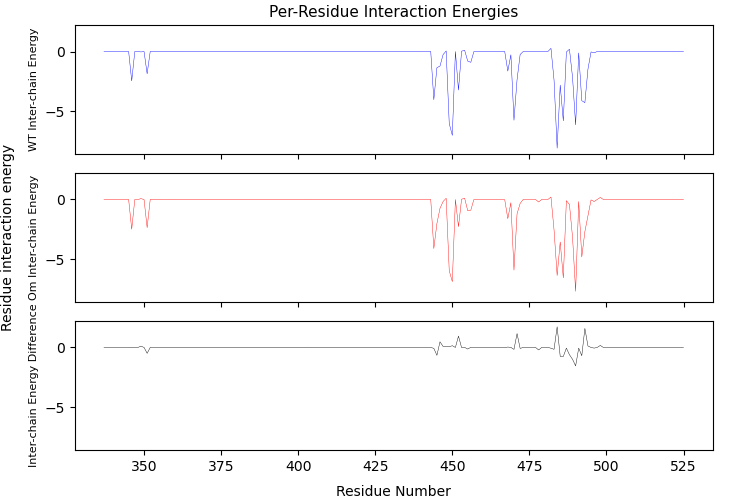 Per-Residue Interaction Energies
Residue interaction energy
WT Inter-chain Energy
0
−5
Om Inter-chain Energy
0
−5
Inter-chain Energy Difference
0
−5
350
375
400
425
450
475
500
525
Residue Number